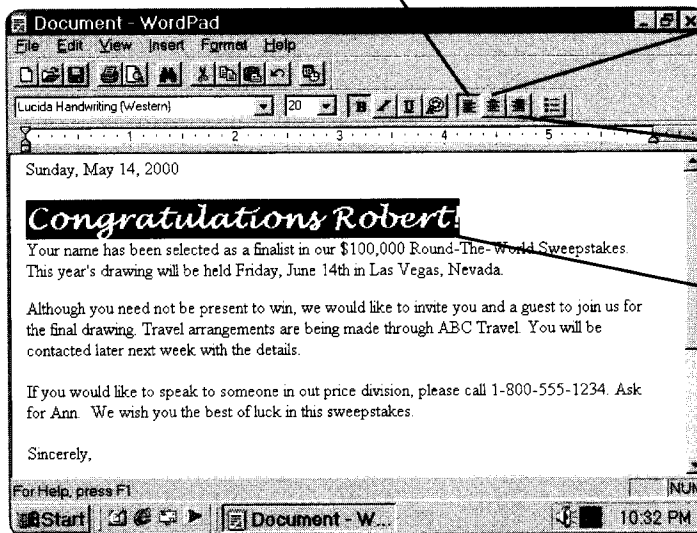 Document - WordPad
File Edit View Insert Format Help
Lucida Handwriting (Western) 20 B I U
1 2 3 4 5
Sunday, May 14, 2000
Congratulations Robert!
Your name has been selected as a finalist in our $100,000 Round-The-World Sweepstakes.
This year's drawing will be held Friday, June 14th in Las Vegas, Nevada.
Although you need not be present to win, we would like to invite you and a guest to join us for
the final drawing. Travel arrangements are being made through ABC Travel. You will be
contacted later next week with the details.
If you would like to speak to someone in out price division, please call 1-800-555-1234. Ask
for Ann. We wish you the best of luck in this sweepstakes.
Sincerely,
For Help, press F1 NUM
Start Document - W... 10:32 PM